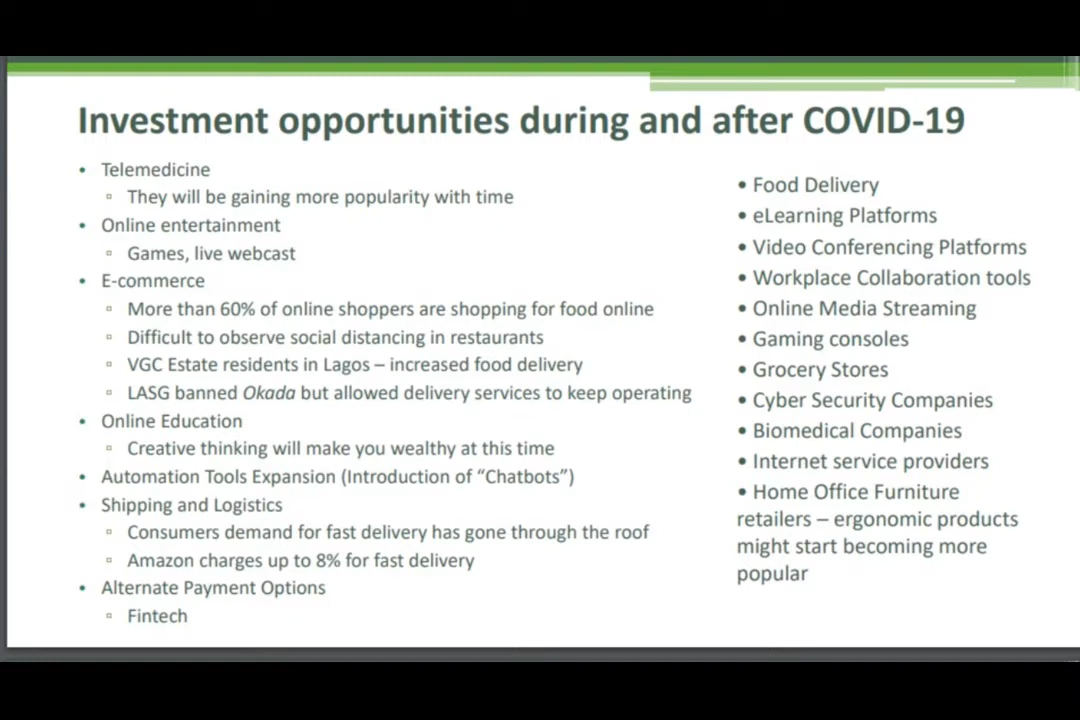 Investment opportunities during and after COVID-19
• Telemedicine
▫ They will be gaining more popularity with time
• Online entertainment
▫ Games, live webcast
• E-commerce
▫ More than 60% of online shoppers are shopping for food online
▫ Difficult to observe social distancing in restaurants
▫ VGC Estate residents in Lagos – increased food delivery
▫ LASG banned Okada but allowed delivery services to keep operating
• Online Education
▫ Creative thinking will make you wealthy at this time
• Automation Tools Expansion (Introduction of “Chatbots”)
• Shipping and Logistics
▫ Consumers demand for fast delivery has gone through the roof
▫ Amazon charges up to 8% for fast delivery
• Alternate Payment Options
▫ Fintech
• Food Delivery
• eLearning Platforms
• Video Conferencing Platforms
• Workplace Collaboration tools
• Online Media Streaming
• Gaming consoles
• Grocery Stores
• Cyber Security Companies
• Biomedical Companies
• Internet service providers
• Home Office Furniture
retailers – ergonomic products
might start becoming more
popular